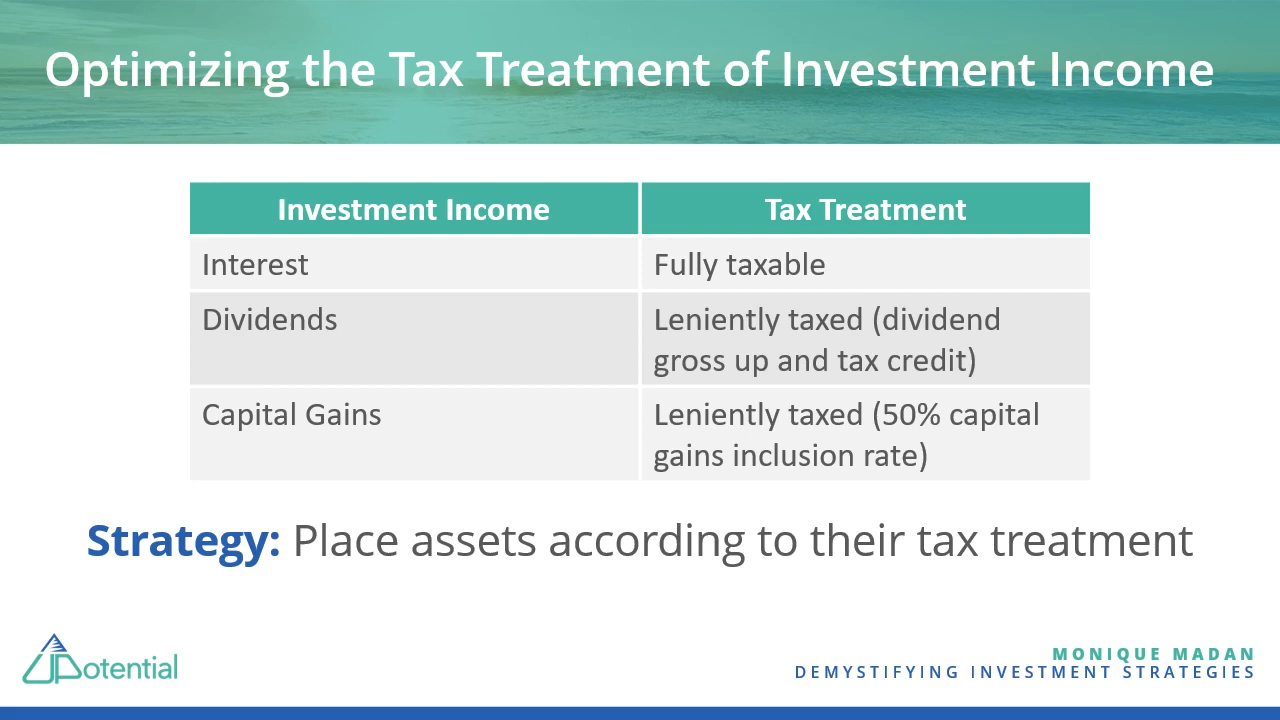 Optimizing the Tax Treatment of Investment Income
Investment Income
Tax Treatment
Interest
Fully taxable
Dividends
Leniently taxed (dividend
gross up and tax credit)
Capital Gains
Leniently taxed (50% capital
gains inclusion rate)
Strategy: Place assets according to their tax treatment
UPotential
MONIQUE MADAN
DEMYSTIFYING INVESTMENT STRATEGIES